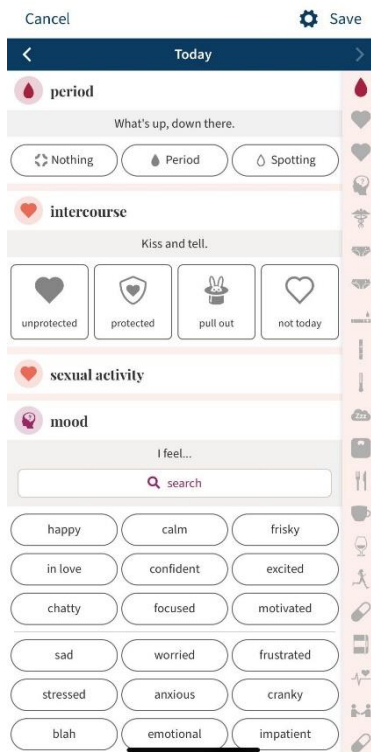 Cancel Save
Today
period
What's up, down there.
Nothing Period Spotting
intercourse
Kiss and tell.
unprotected protected pull out not today
sexual activity
mood
I feel...
search
happy calm frisky
in love confident excited
chatty focused motivated
sad worried frustrated
stressed anxious cranky
blah emotional impatient
Zzz